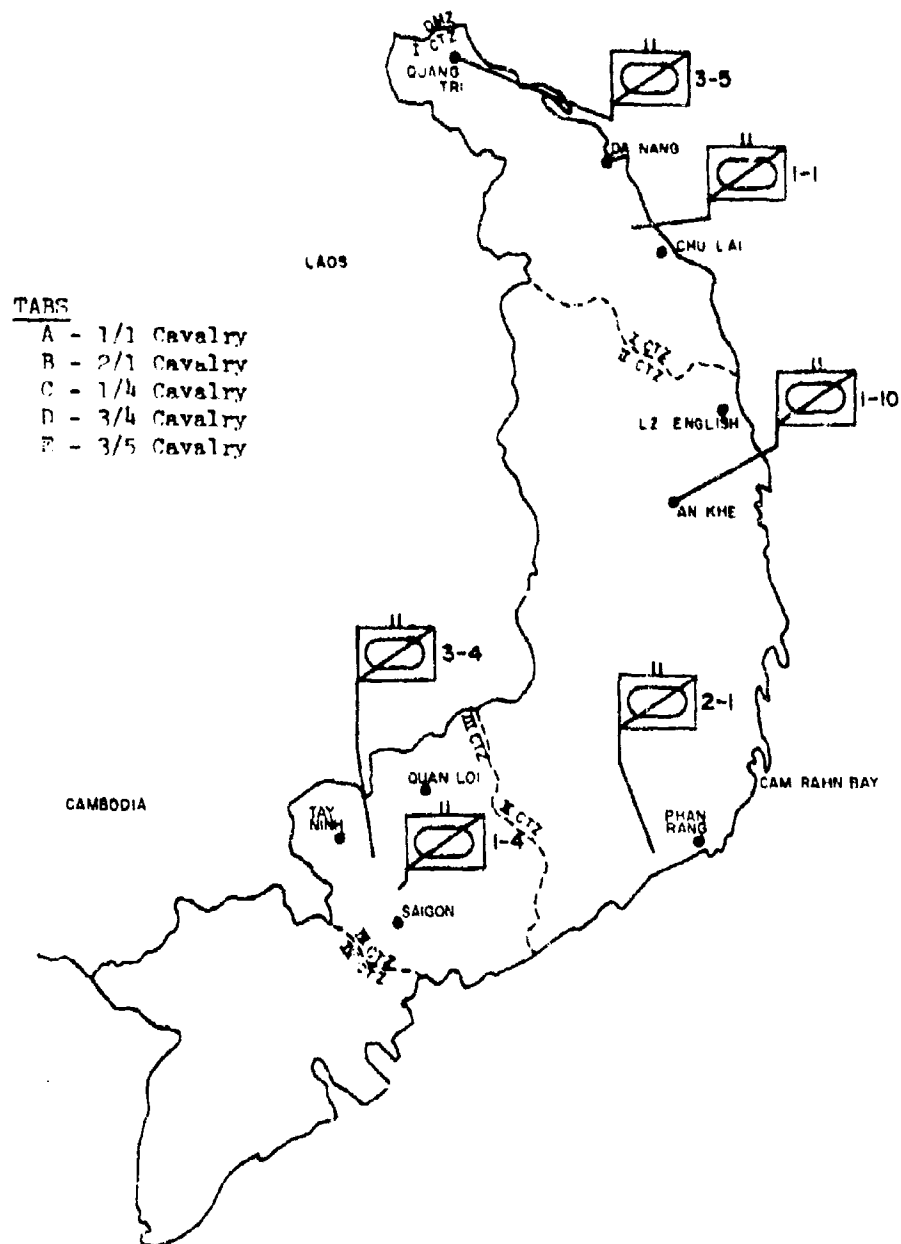 DMZ
I CTZ
QUANG
TRI
3-5
DA NANG
1-1
CHU LAI
LAOS
TABS
A - 1/1 Cavalry
B - 2/1 Cavalry
C - 1/4 Cavalry
D - 3/4 Cavalry
E - 3/5 Cavalry
I CTZ
II CTZ
1-10
LZ ENGLISH
AN KHE
3-4
2-1
III CTZ
II CTZ
QUAN LOI
CAM RAHN BAY
CAMBODIA
TAY
NINH
PHAN
RANG
1-4
SAIGON
III CTZ
IV CTZ